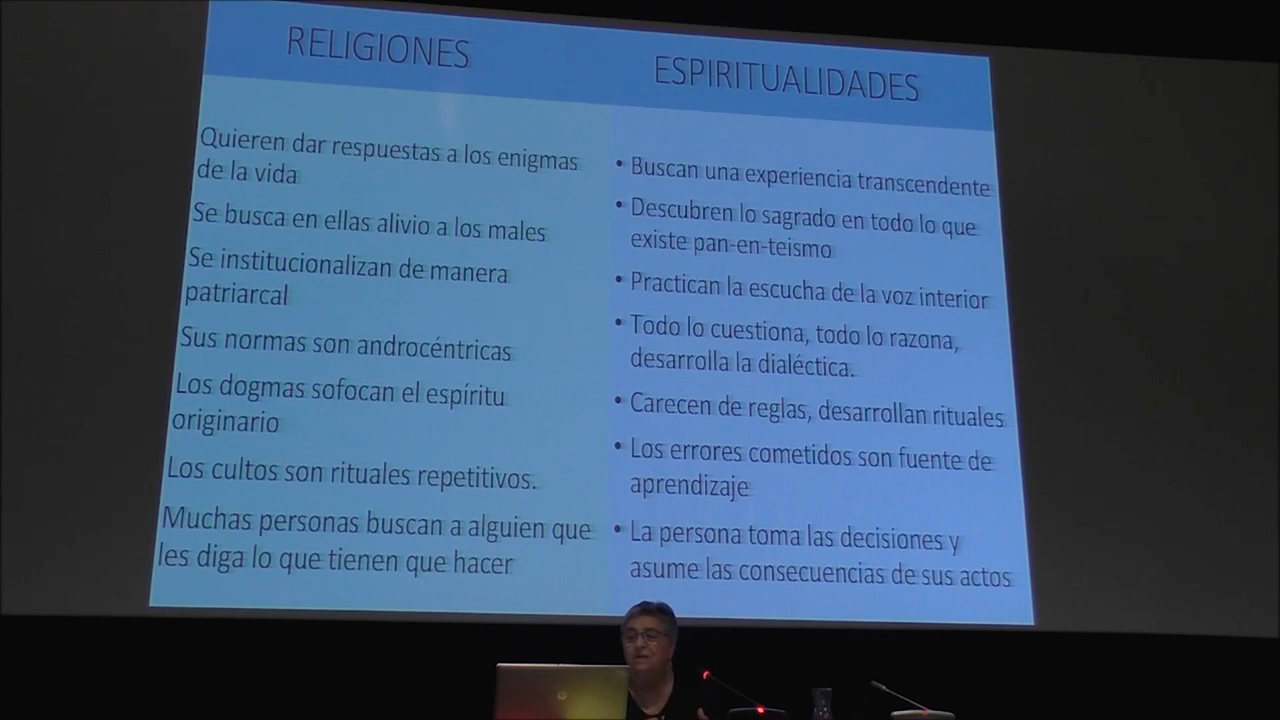 RELIGIONES
Quieren dar respuestas a los enigmas
de la vida
Se busca en ellas alivio a los males
Se institucionalizan de manera
patriarcal
Sus normas son androcéntricas
Los dogmas sofocan el espíritu
originario
Los cultos son rituales repetitivos.
Muchas personas buscan a alguien que
les diga lo que tienen que hacer
ESPIRITUALIDADES
• Buscan una experiencia transcendente
• Descubren lo sagrado en todo lo que
existe pan-en-teismo
• Practican la escucha de la voz interior
• Todo lo cuestiona, todo lo razona,
desarrolla la dialéctica.
• Carecen de reglas, desarrollan rituales
• Los errores cometidos son fuente de
aprendizaje
• La persona toma las decisiones y
asume las consecuencias de sus actos
hp